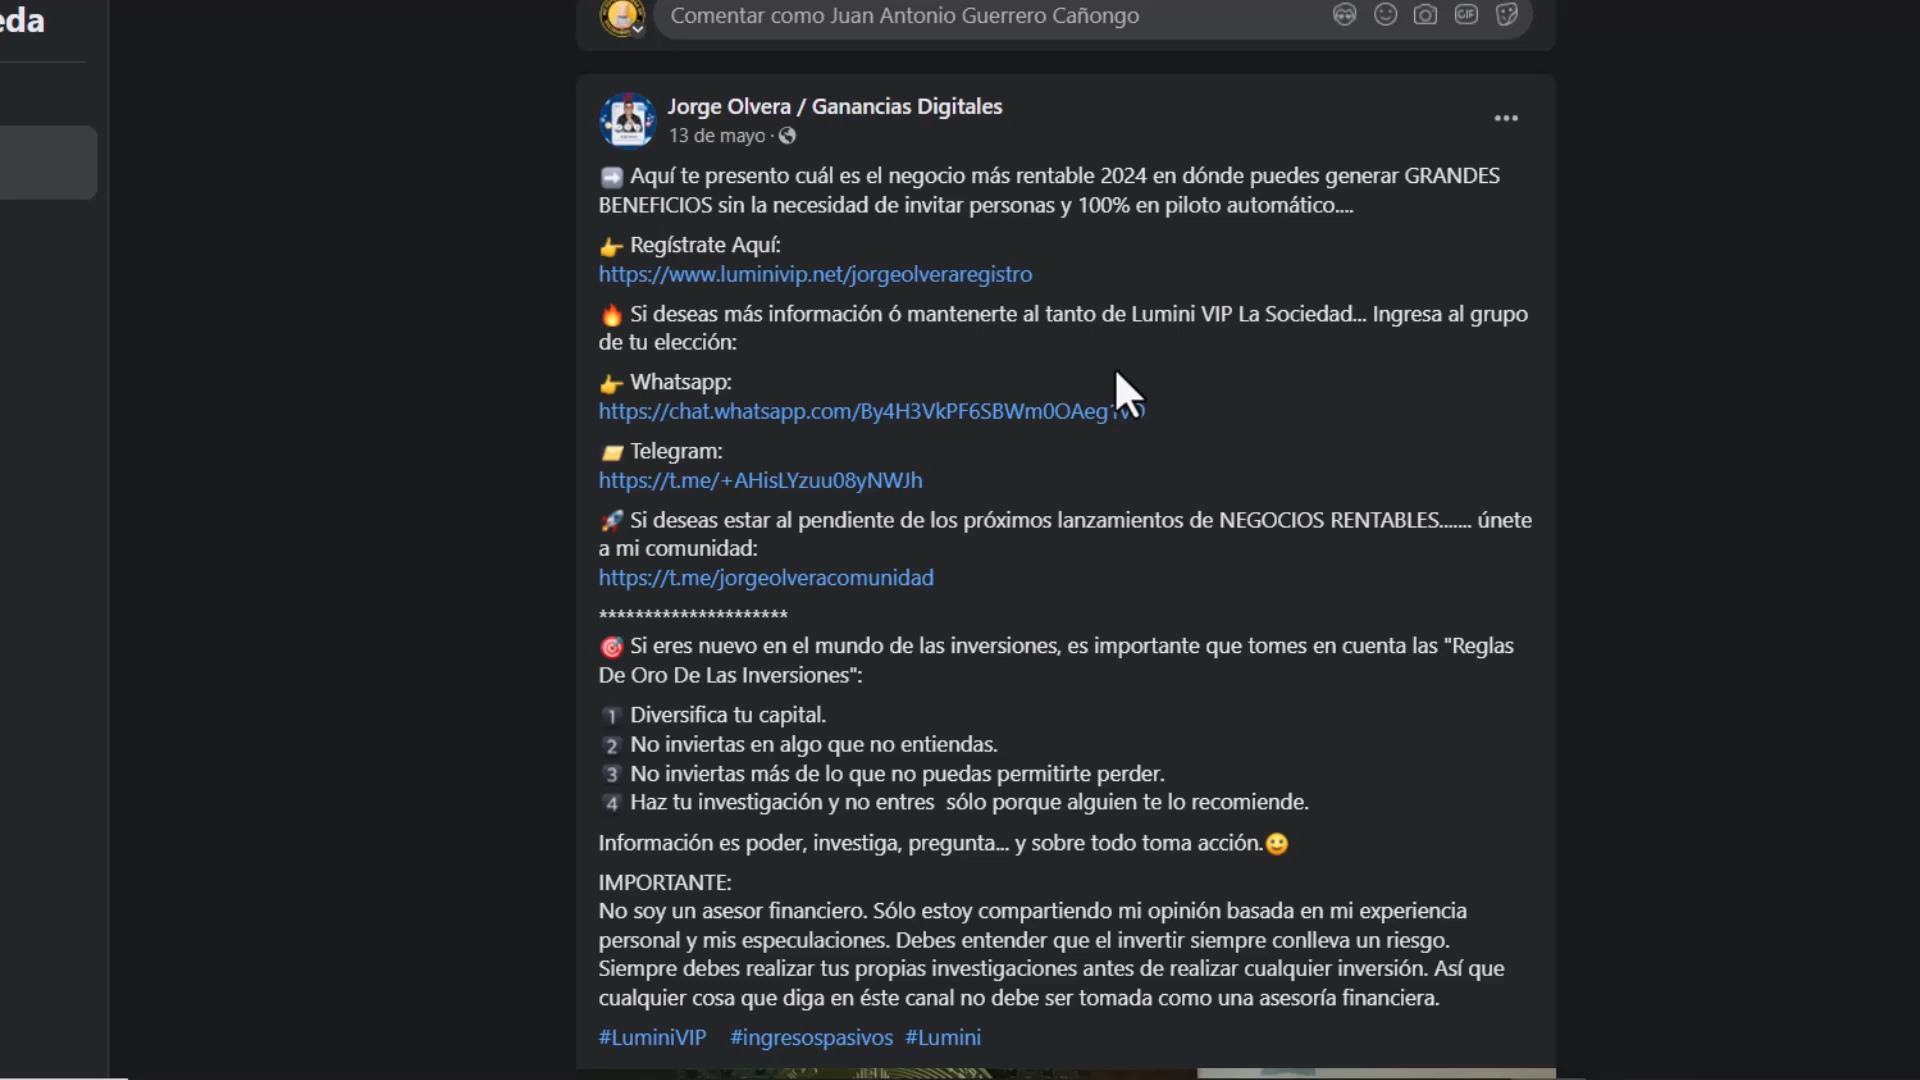 eda
Comentar como Juan Antonio Guerrero Cañongo
Jorge Olvera / Ganancias Digitales
13 de mayo ·
➡️ Aquí te presento cuál es el negocio más rentable 2024 en dónde puedes generar GRANDES
BENEFICIOS sin la necesidad de invitar personas y 100% en piloto automático....
👉 Regístrate Aquí:
https://www.luminivip.net/jorgeolveraregistro
🔥 Si deseas más información ó mantenerte al tanto de Lumini VIP La Sociedad... Ingresa al grupo
de tu elección:
👉 Whatsapp:
📁 Telegram:
https://t.me/+AHisLYzuu08yNWJh
🚀 Si deseas estar al pendiente de los próximos lanzamientos de NEGOCIOS RENTABLES....... únete
a mi comunidad:
https://t.me/jorgeolveracomunidad
*********************
🎯 Si eres nuevo en el mundo de las inversiones, es importante que tomes en cuenta las "Reglas
De Oro De Las Inversiones":
1 Diversifica tu capital.
2 No inviertas en algo que no entiendas.
3 No inviertas más de lo que no puedas permitirte perder.
4 Haz tu investigación y no entres sólo porque alguien te lo recomiende.
Información es poder, investiga, pregunta... y sobre todo toma acción.😀
IMPORTANTE:
No soy un asesor financiero. Sólo estoy compartiendo mi opinión basada en mi experiencia
personal y mis especulaciones. Debes entender que el invertir siempre conlleva un riesgo.
Siempre debes realizar tus propias investigaciones antes de realizar cualquier inversión. Así que
cualquier cosa que diga en éste canal no debe ser tomada como una asesoría financiera.
#LuminiVIP #ingresospasivos #Lumini